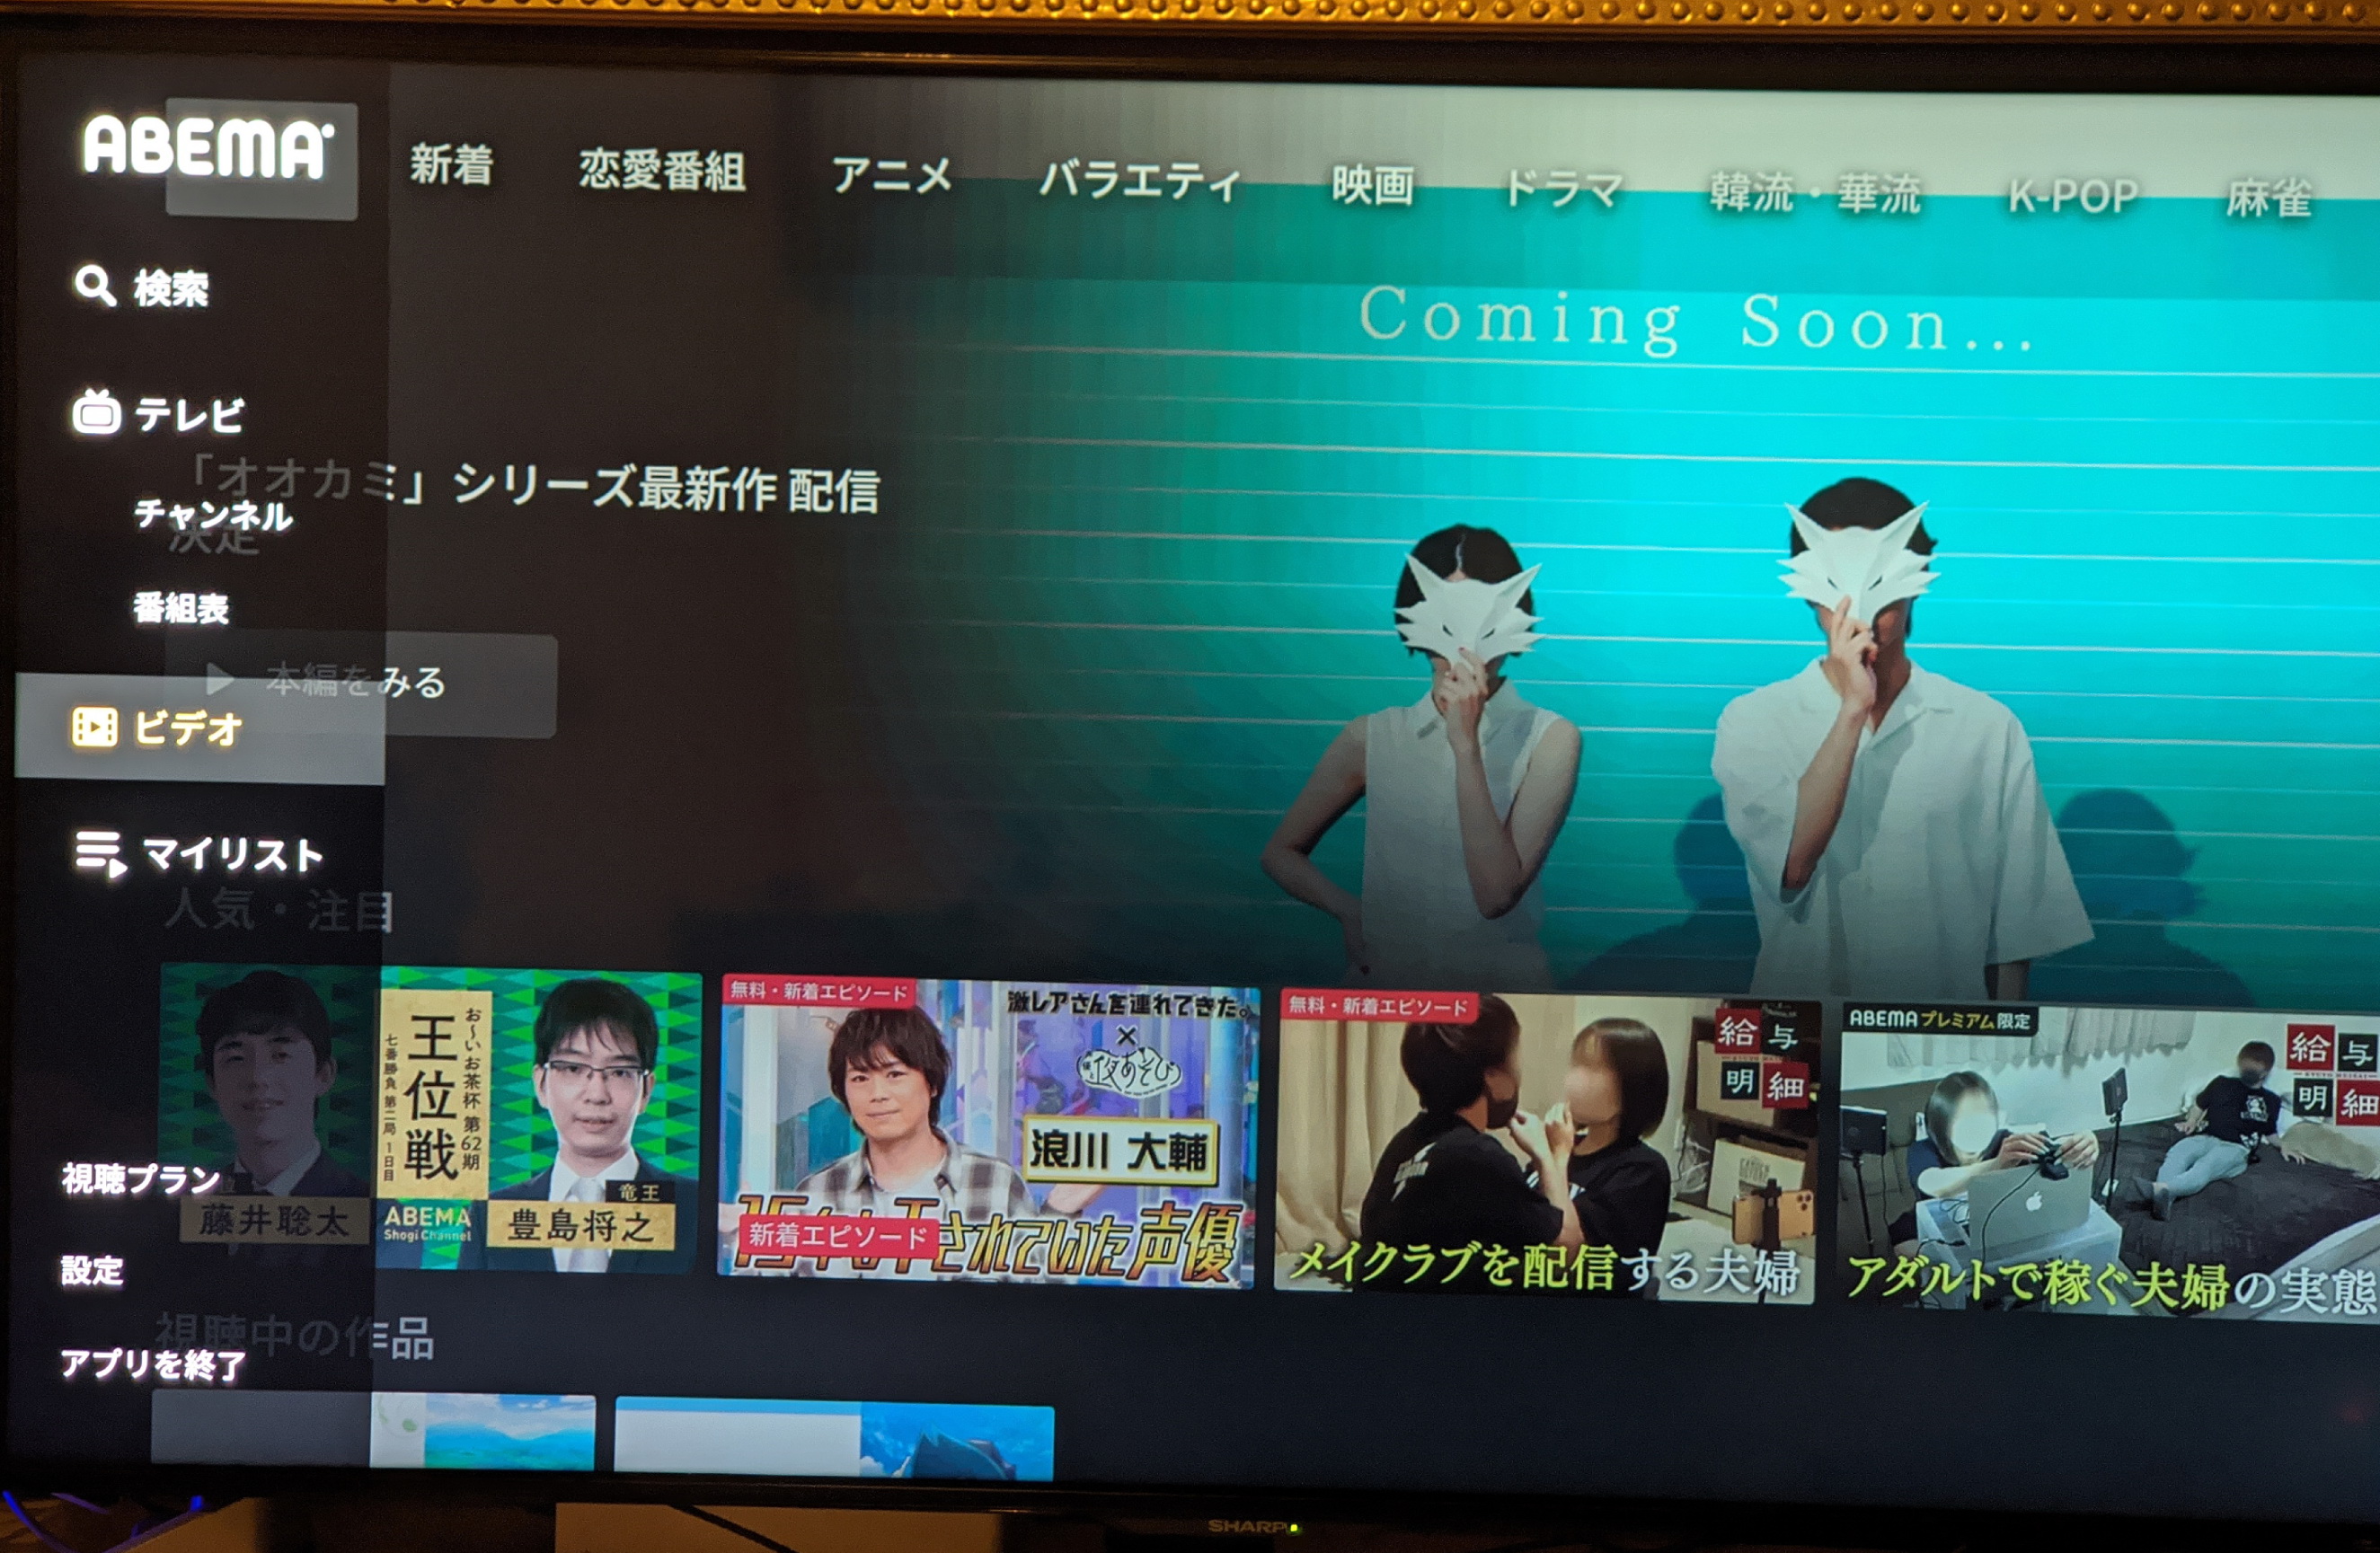 ABEMA
新着
恋愛番組
アニメ
バラエティ
映画
ドラマ
韓流・華流
K-POP
麻雀
検索
テレビ
チャンネル
番組表
ビデオ
マイリスト
視聴プラン
設定
アプリを終了
Coming Soon...
「オオカミ」シリーズ最新作 配信
決定
本編をみる
人気・注目
お〜いお茶杯 第62期
王位戦
七番勝負 第二局 1日目
藤井聡太
ABEMA
Shogi Channel
竜王
豊島将之
無料・新着エピソード
激レアさんを連れてきた。
×
夜あそび
浪川 大輔
新着エピソード
されていた声優
無料・新着エピソード
給与
明細
メイクラブを配信する夫婦
ABEMAプレミアム限定
給与
明細
アダルトで稼ぐ夫婦の実態
視聴中の作品
SHARP